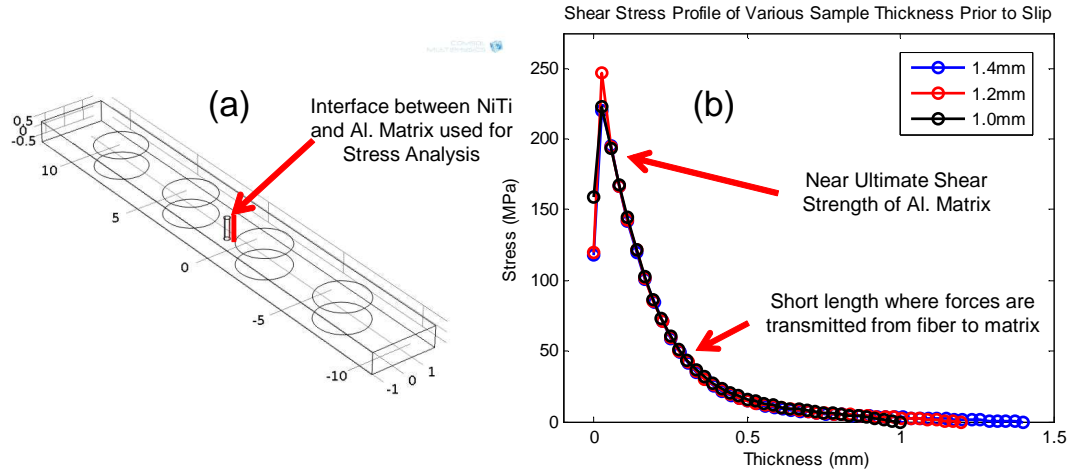 COMSOL
MULTIPHYSICS
(a)
Interface between NiTi
and Al. Matrix used for
Stress Analysis
0.5
0
-0.5
10
5
0
-5
-10
-1
0
1
Shear Stress Profile of Various Sample Thickness Prior to Slip
(b)
1.4mm
1.2mm
1.0mm
Near Ultimate Shear
Strength of Al. Matrix
Short length where forces are
transmitted from fiber to matrix
Stress (MPa)
250
200
150
100
50
0
0
0.5
1
1.5
Thickness (mm)